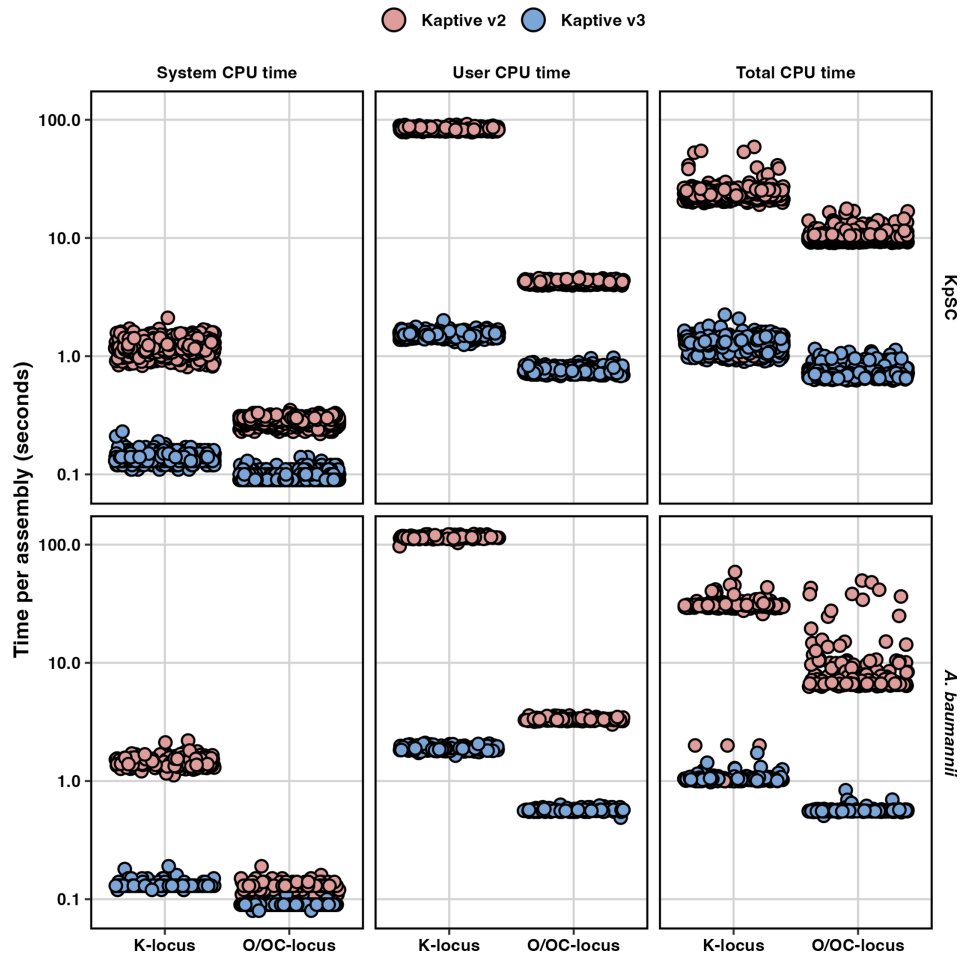 Kaptive v2 Kaptive v3
System CPU time User CPU time Total CPU time
Time per assembly (seconds)
100.0
10.0
1.0
0.1
KpSC
100.0
10.0
1.0
0.1
A. baumannii
K-locus O/OC-locus K-locus O/OC-locus K-locus O/OC-locus